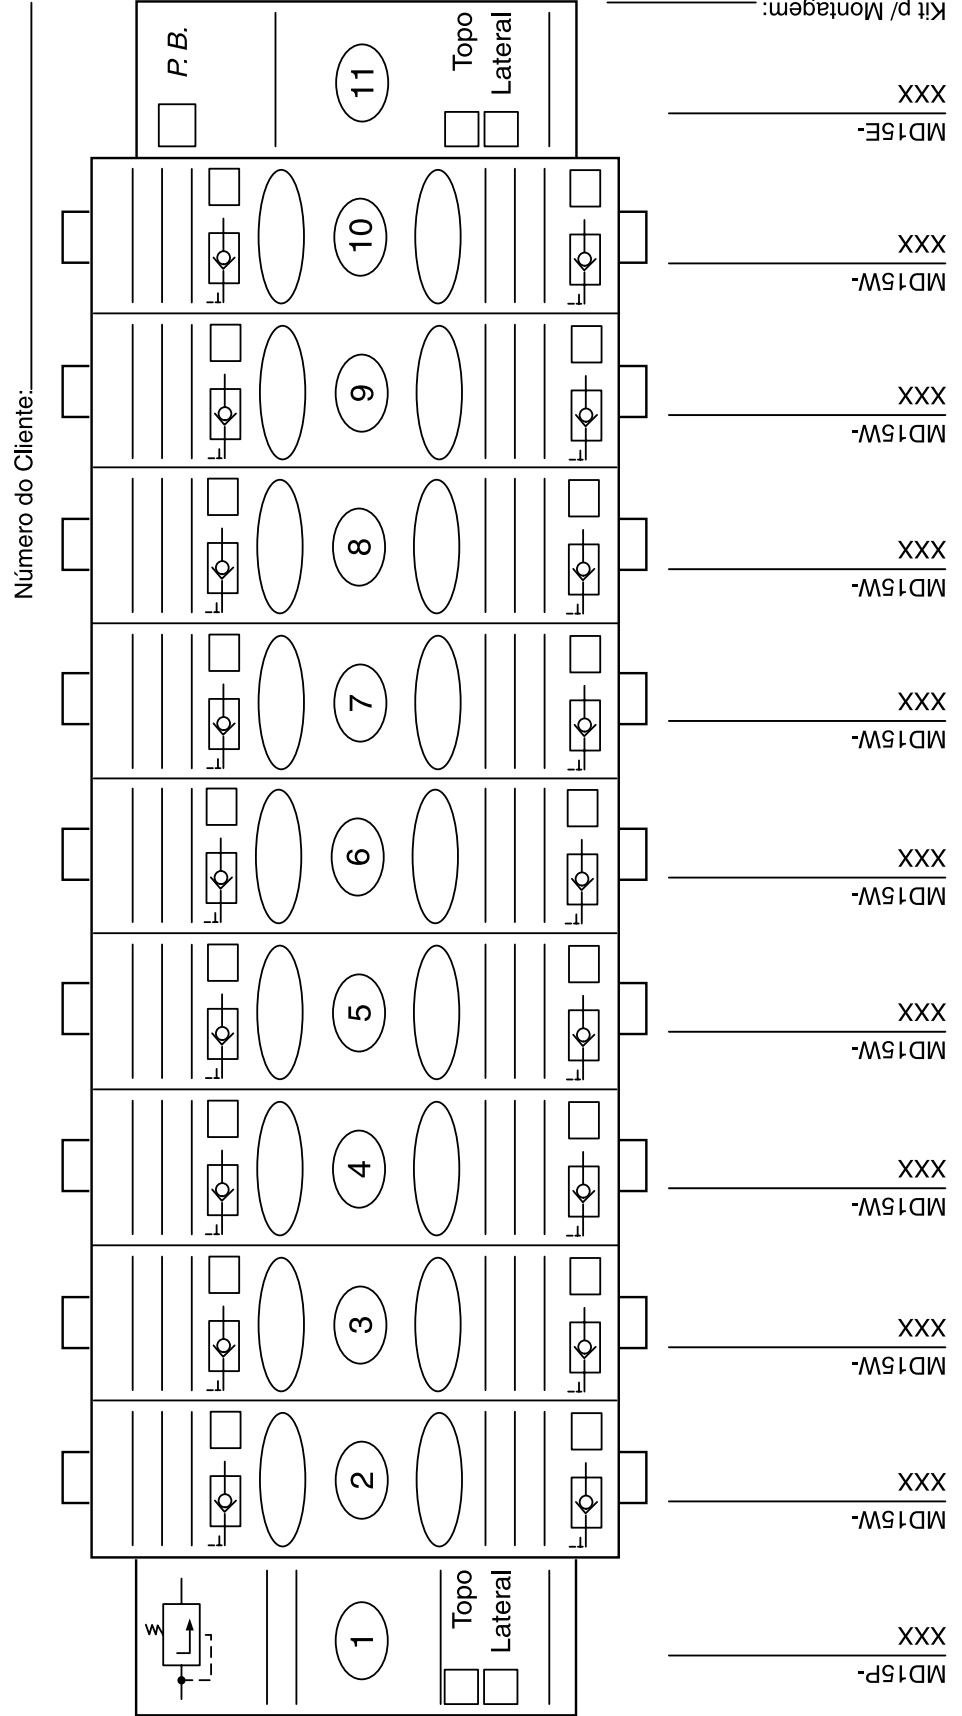 Número do Cliente:
P. B.
11
Topo
Lateral
10
9
8
7
6
5
4
3
2
1
Topo
Lateral
Kit p/ Montagem:
MD15E-
XXX
MD15W-
XXX
MD15W-
XXX
MD15W-
XXX
MD15W-
XXX
MD15W-
XXX
MD15W-
XXX
MD15W-
XXX
MD15W-
XXX
MD15W-
XXX
MD15P-
XXX